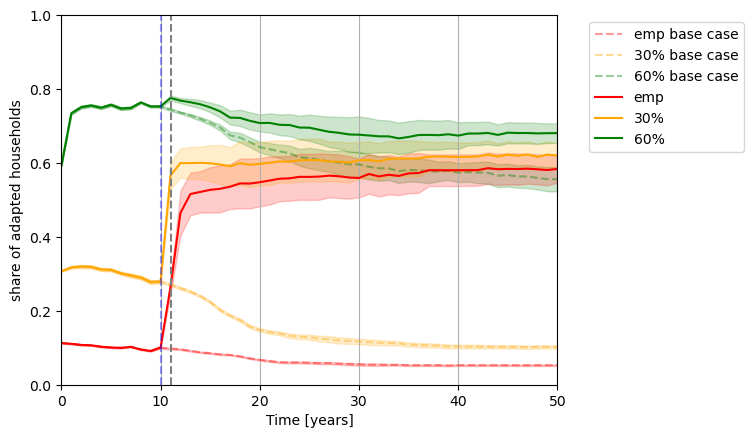 1.0
0.8
0.6
0.4
0.2
0.0
share of adapted households
0 10 20 30 40 50
Time [years]
emp base case
30% base case
60% base case
emp
30%
60%